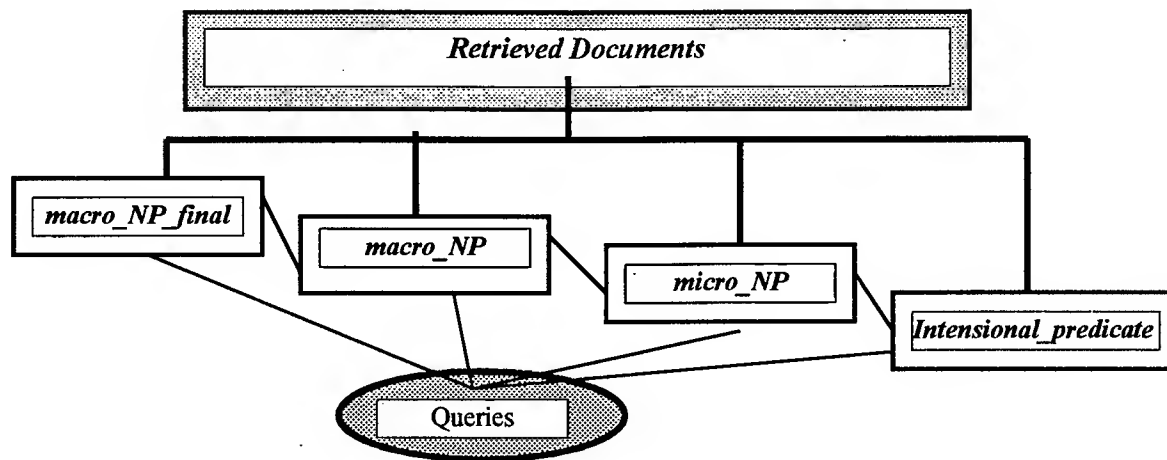 Retrieved Documents
macro_NP_final
macro_NP
micro_NP
Intensional_predicate
Queries